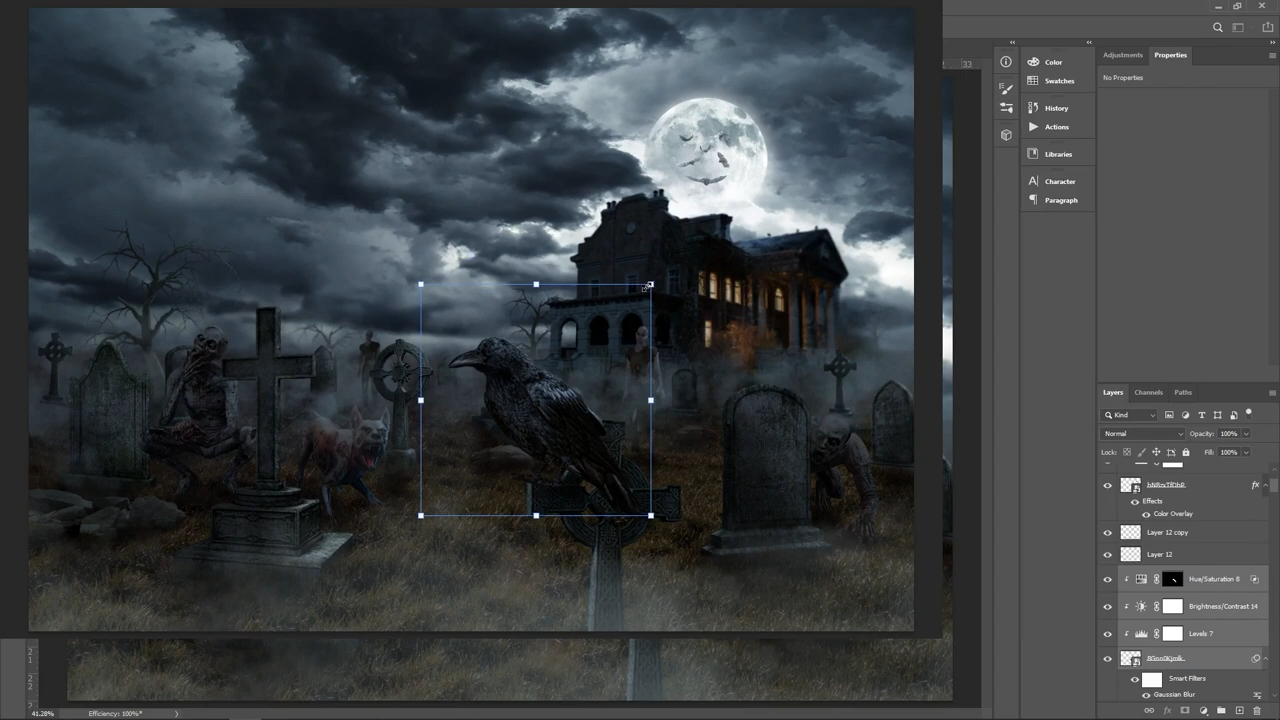 33
Adjustments
Properties
No Properties
Color
Swatches
History
Actions
Libraries
Character
Paragraph
Layers
Channels
Paths
Kind
Normal
Opacity: 100%
Lock:
Fill: 100%
fx
Effects
Color Overlay
Layer 12 copy
Layer 12
Hue/Saturation 8
Brightness/Contrast 14
Levels 7
Smart Filters
Gaussian Blur
41.28%
Efficiency: 100%*